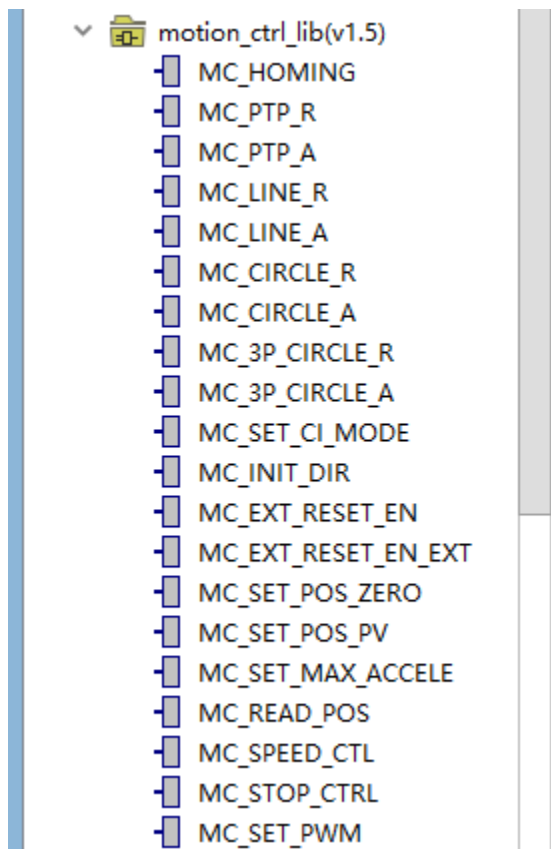 motion_ctrl_lib(v1.5)
MC_HOMING
MC_PTP_R
MC_PTP_A
MC_LINE_R
MC_LINE_A
MC_CIRCLE_R
MC_CIRCLE_A
MC_3P_CIRCLE_R
MC_3P_CIRCLE_A
MC_SET_CI_MODE
MC_INIT_DIR
MC_EXT_RESET_EN
MC_EXT_RESET_EN_EXT
MC_SET_POS_ZERO
MC_SET_POS_PV
MC_SET_MAX_ACCELE
MC_READ_POS
MC_SPEED_CTL
MC_STOP_CTRL
MC_SET_PWM